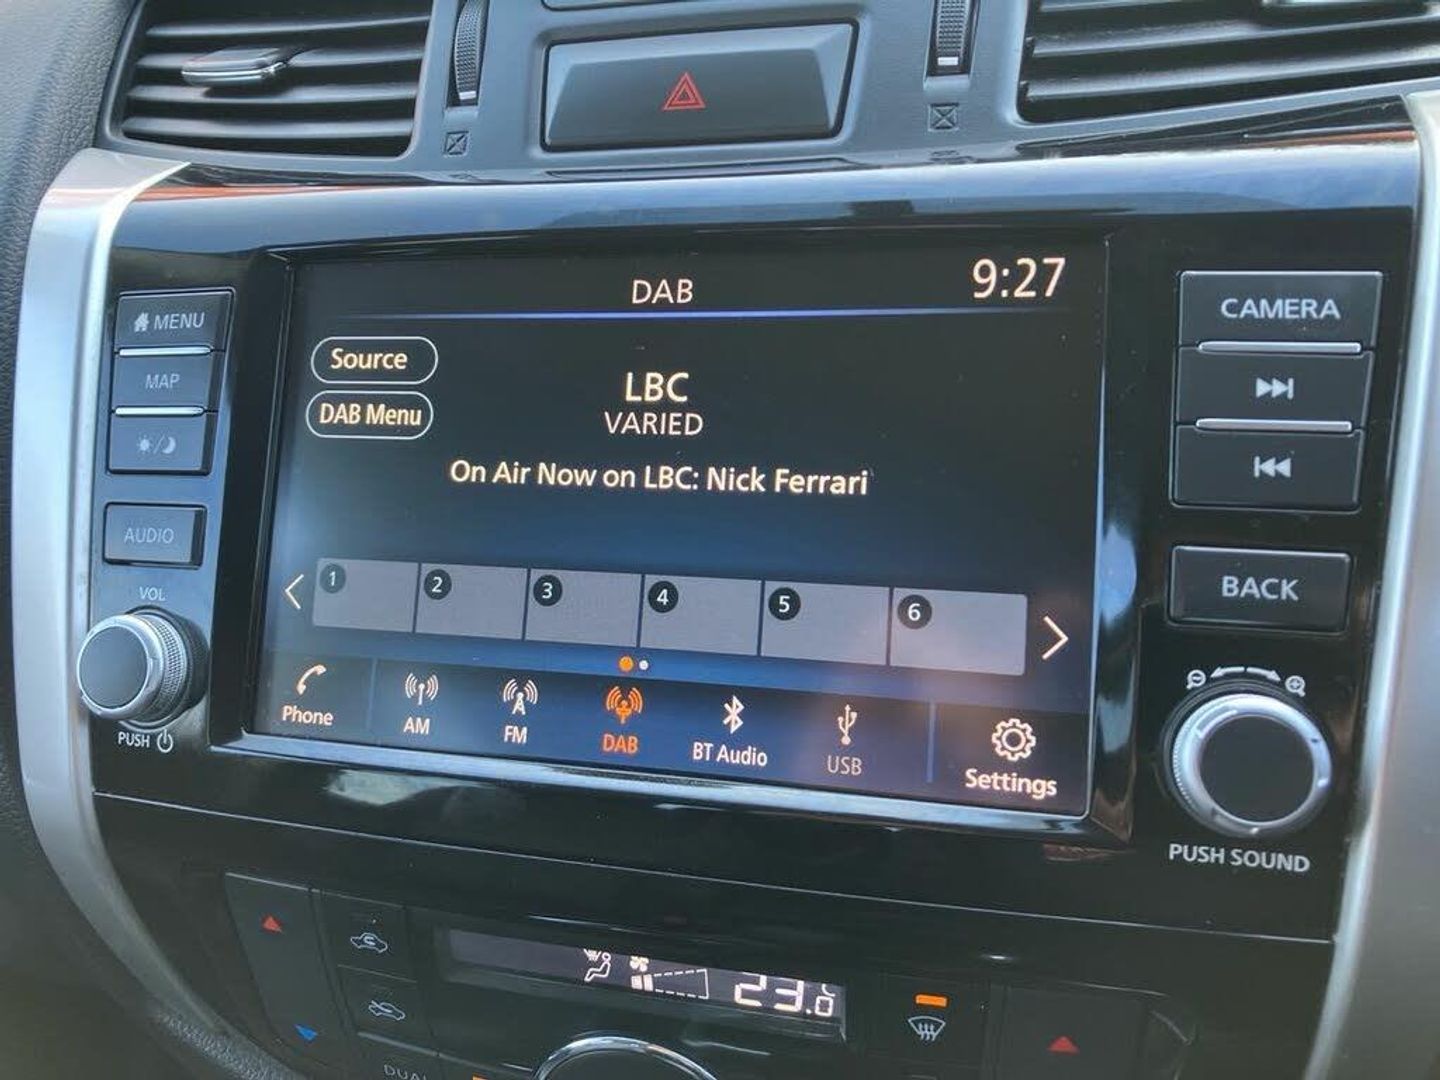 DAB
9:27
MENU
MAP
AUDIO
VOL
PUSH
Source
DAB Menu
LBC
VARIED
On Air Now on LBC: Nick Ferrari
1 2 3 4 5 6
Phone AM FM DAB BT Audio USB Settings
CAMERA
BACK
PUSH SOUND
23.0
DUAL